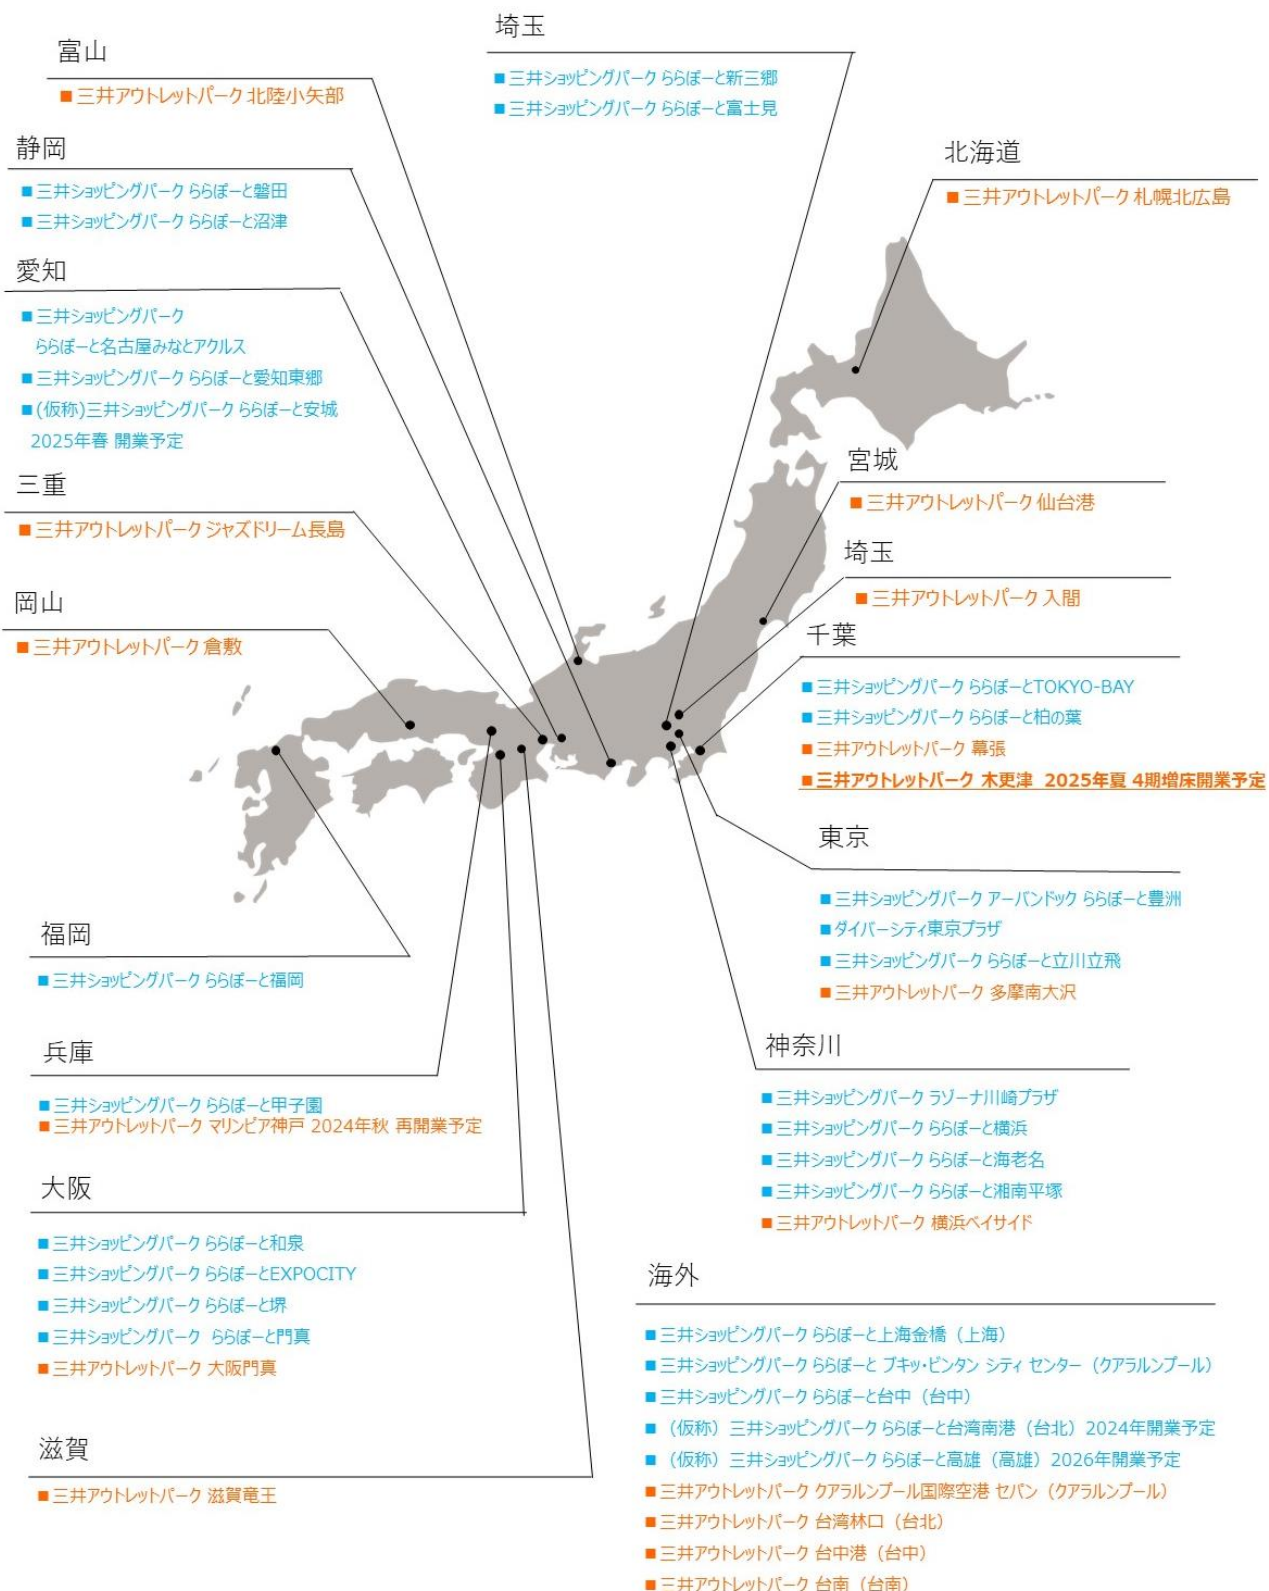 富山
■ 三井アウトレットパーク 北陸小矢部
静岡
■ 三井ショッピングパーク ららぽーと磐田
■ 三井ショッピングパーク ららぽーと沼津
愛知
■ 三井ショッピングパーク
ららぽーと名古屋みなとアクルス
■ 三井ショッピングパーク ららぽーと愛知東郷
■ (仮称)三井ショッピングパーク ららぽーと安城
2025年春 開業予定
三重
■ 三井アウトレットパーク ジャズドリーム長島
岡山
■ 三井アウトレットパーク 倉敷
埼玉
■ 三井ショッピングパーク ららぽーと新三郷
■ 三井ショッピングパーク ららぽーと富士見
北海道
■ 三井アウトレットパーク 札幌北広島
宮城
■ 三井アウトレットパーク 仙台港
埼玉
■ 三井アウトレットパーク 入間
千葉
■ 三井ショッピングパーク ららぽーとTOKYO-BAY
■ 三井ショッピングパーク ららぽーと柏の葉
■ 三井アウトレットパーク 幕張
■ 三井アウトレットパーク 木更津 2025年夏 4期増床開業予定
東京
■ 三井ショッピングパーク アーバンドック ららぽーと豊洲
■ ダイバーシティ東京プラザ
■ 三井ショッピングパーク ららぽーと立川立飛
■ 三井アウトレットパーク 多摩南大沢
神奈川
■ 三井ショッピングパーク ラゾーナ川崎プラザ
■ 三井ショッピングパーク ららぽーと横浜
■ 三井ショッピングパーク ららぽーと海老名
■ 三井ショッピングパーク ららぽーと湘南平塚
■ 三井アウトレットパーク 横浜ベイサイド
福岡
■ 三井ショッピングパーク ららぽーと福岡
兵庫
■ 三井ショッピングパーク ららぽーと甲子園
■ 三井アウトレットパーク マリンピア神戸 2024年秋 再開業予定
大阪
■ 三井ショッピングパーク ららぽーと和泉
■ 三井ショッピングパーク ららぽーとEXPOCITY
■ 三井ショッピングパーク ららぽーと堺
■ 三井ショッピングパーク ららぽーと門真
■ 三井アウトレットパーク 大阪門真
滋賀
■ 三井アウトレットパーク 滋賀竜王
海外
■ 三井ショッピングパーク ららぽーと上海金橋（上海）
■ 三井ショッピングパーク ららぽーと ブキッ・ビンタン シティ センター（クアラルンプール）
■ 三井ショッピングパーク ららぽーと台中（台中）
■ （仮称）三井ショッピングパーク ららぽーと台湾南港（台北）2024年開業予定
■ （仮称）三井ショッピングパーク ららぽーと高雄（高雄）2026年開業予定
■ 三井アウトレットパーク クアラルンプール国際空港 セパン（クアラルンプール）
■ 三井アウトレットパーク 台湾林口（台北）
■ 三井アウトレットパーク 台中港（台中）
■ 三井アウトレットパーク 台南（台南）